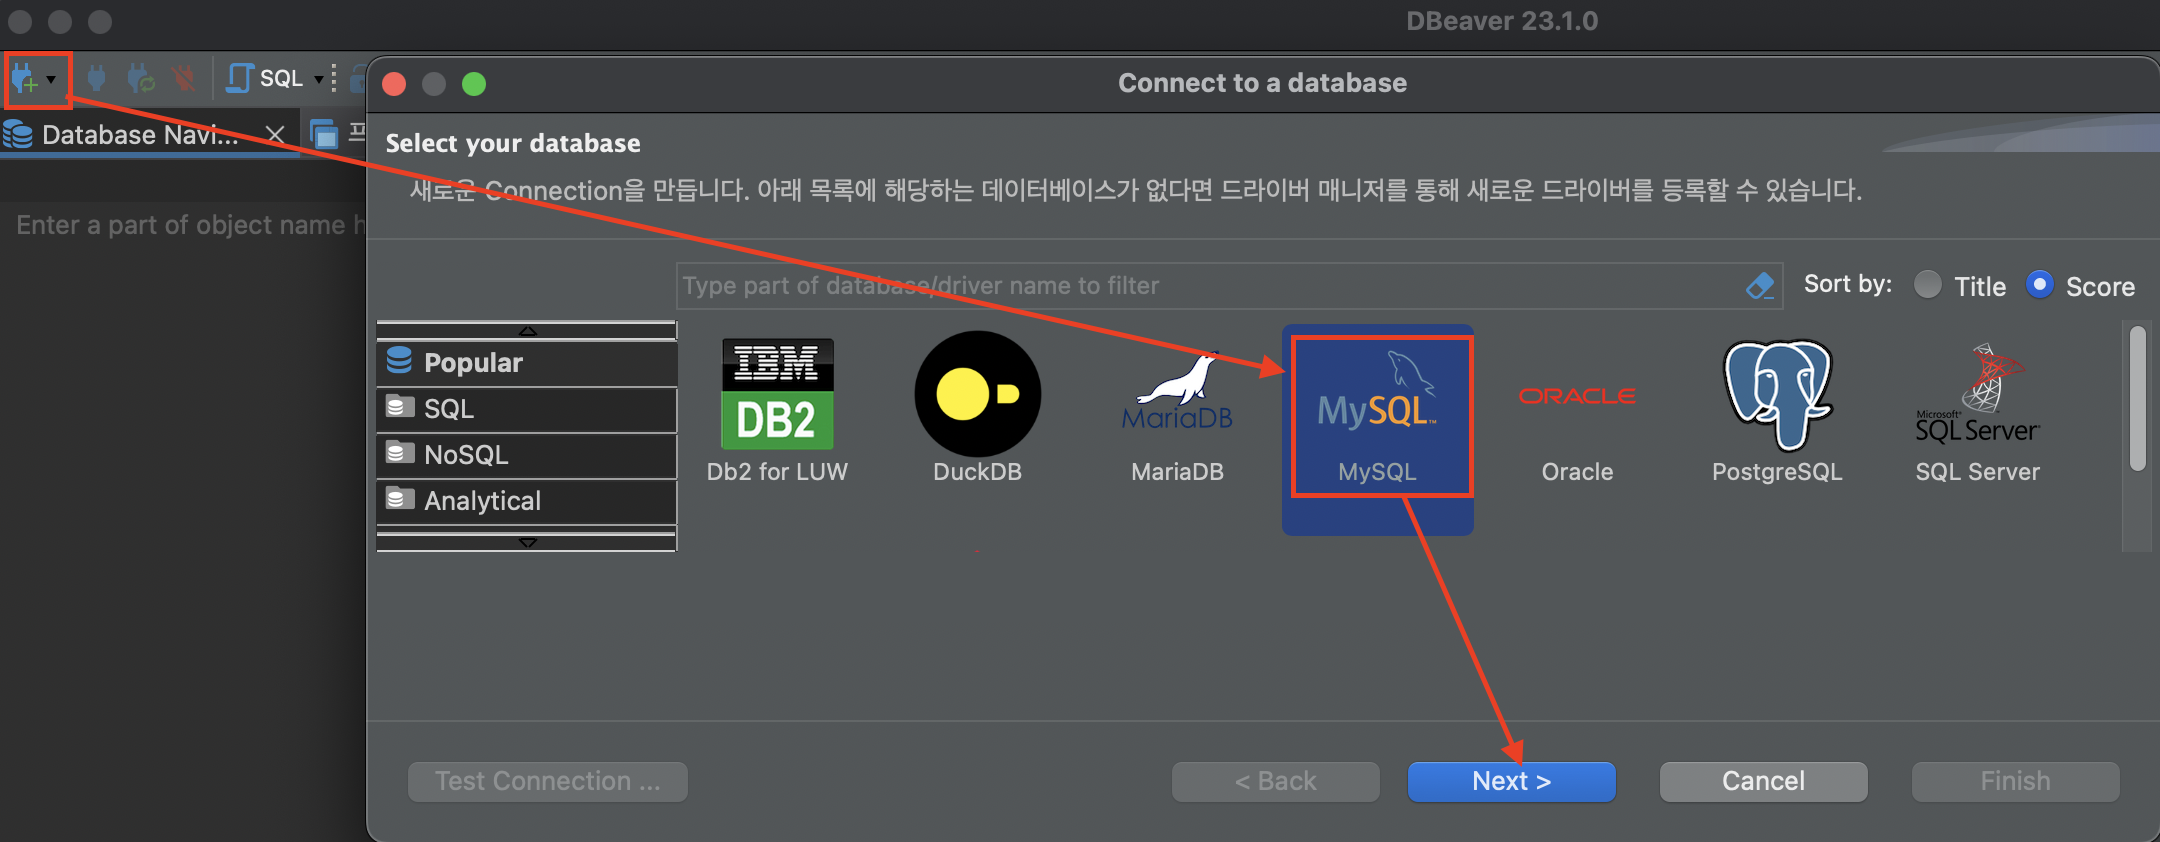 DBeaver 23.1.0
SQL
Connect to a database
Database Navi...
Select your database
새로운 Connection을 만듭니다. 아래 목록에 해당하는 데이터베이스가 없다면 드라이버 매니저를 통해 새로운 드라이버를 등록할 수 있습니다.
Enter a part of object name h
Type part of database/driver name to filter
Sort by:
Title
Score
Popular
SQL
NoSQL
Analytical
IBM
DB2
Db2 for LUW
DuckDB
MariaDB
MariaDB
MySQL™
MySQL
ORACLE
Oracle
PostgreSQL
Microsoft®
SQL Server
SQL Server
Test Connection ...
< Back
Next >
Cancel
Finish